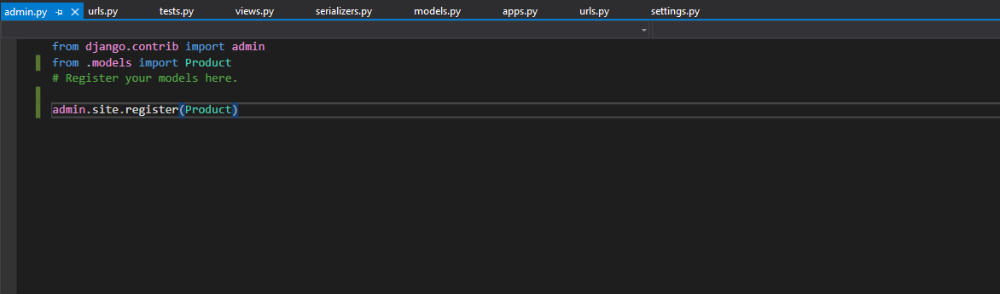 admin.py urls.py tests.py views.py serializers.py models.py apps.py urls.py settings.py
from django.contrib import admin
from .models import Product
# Register your models here.
admin.site.register(Product)